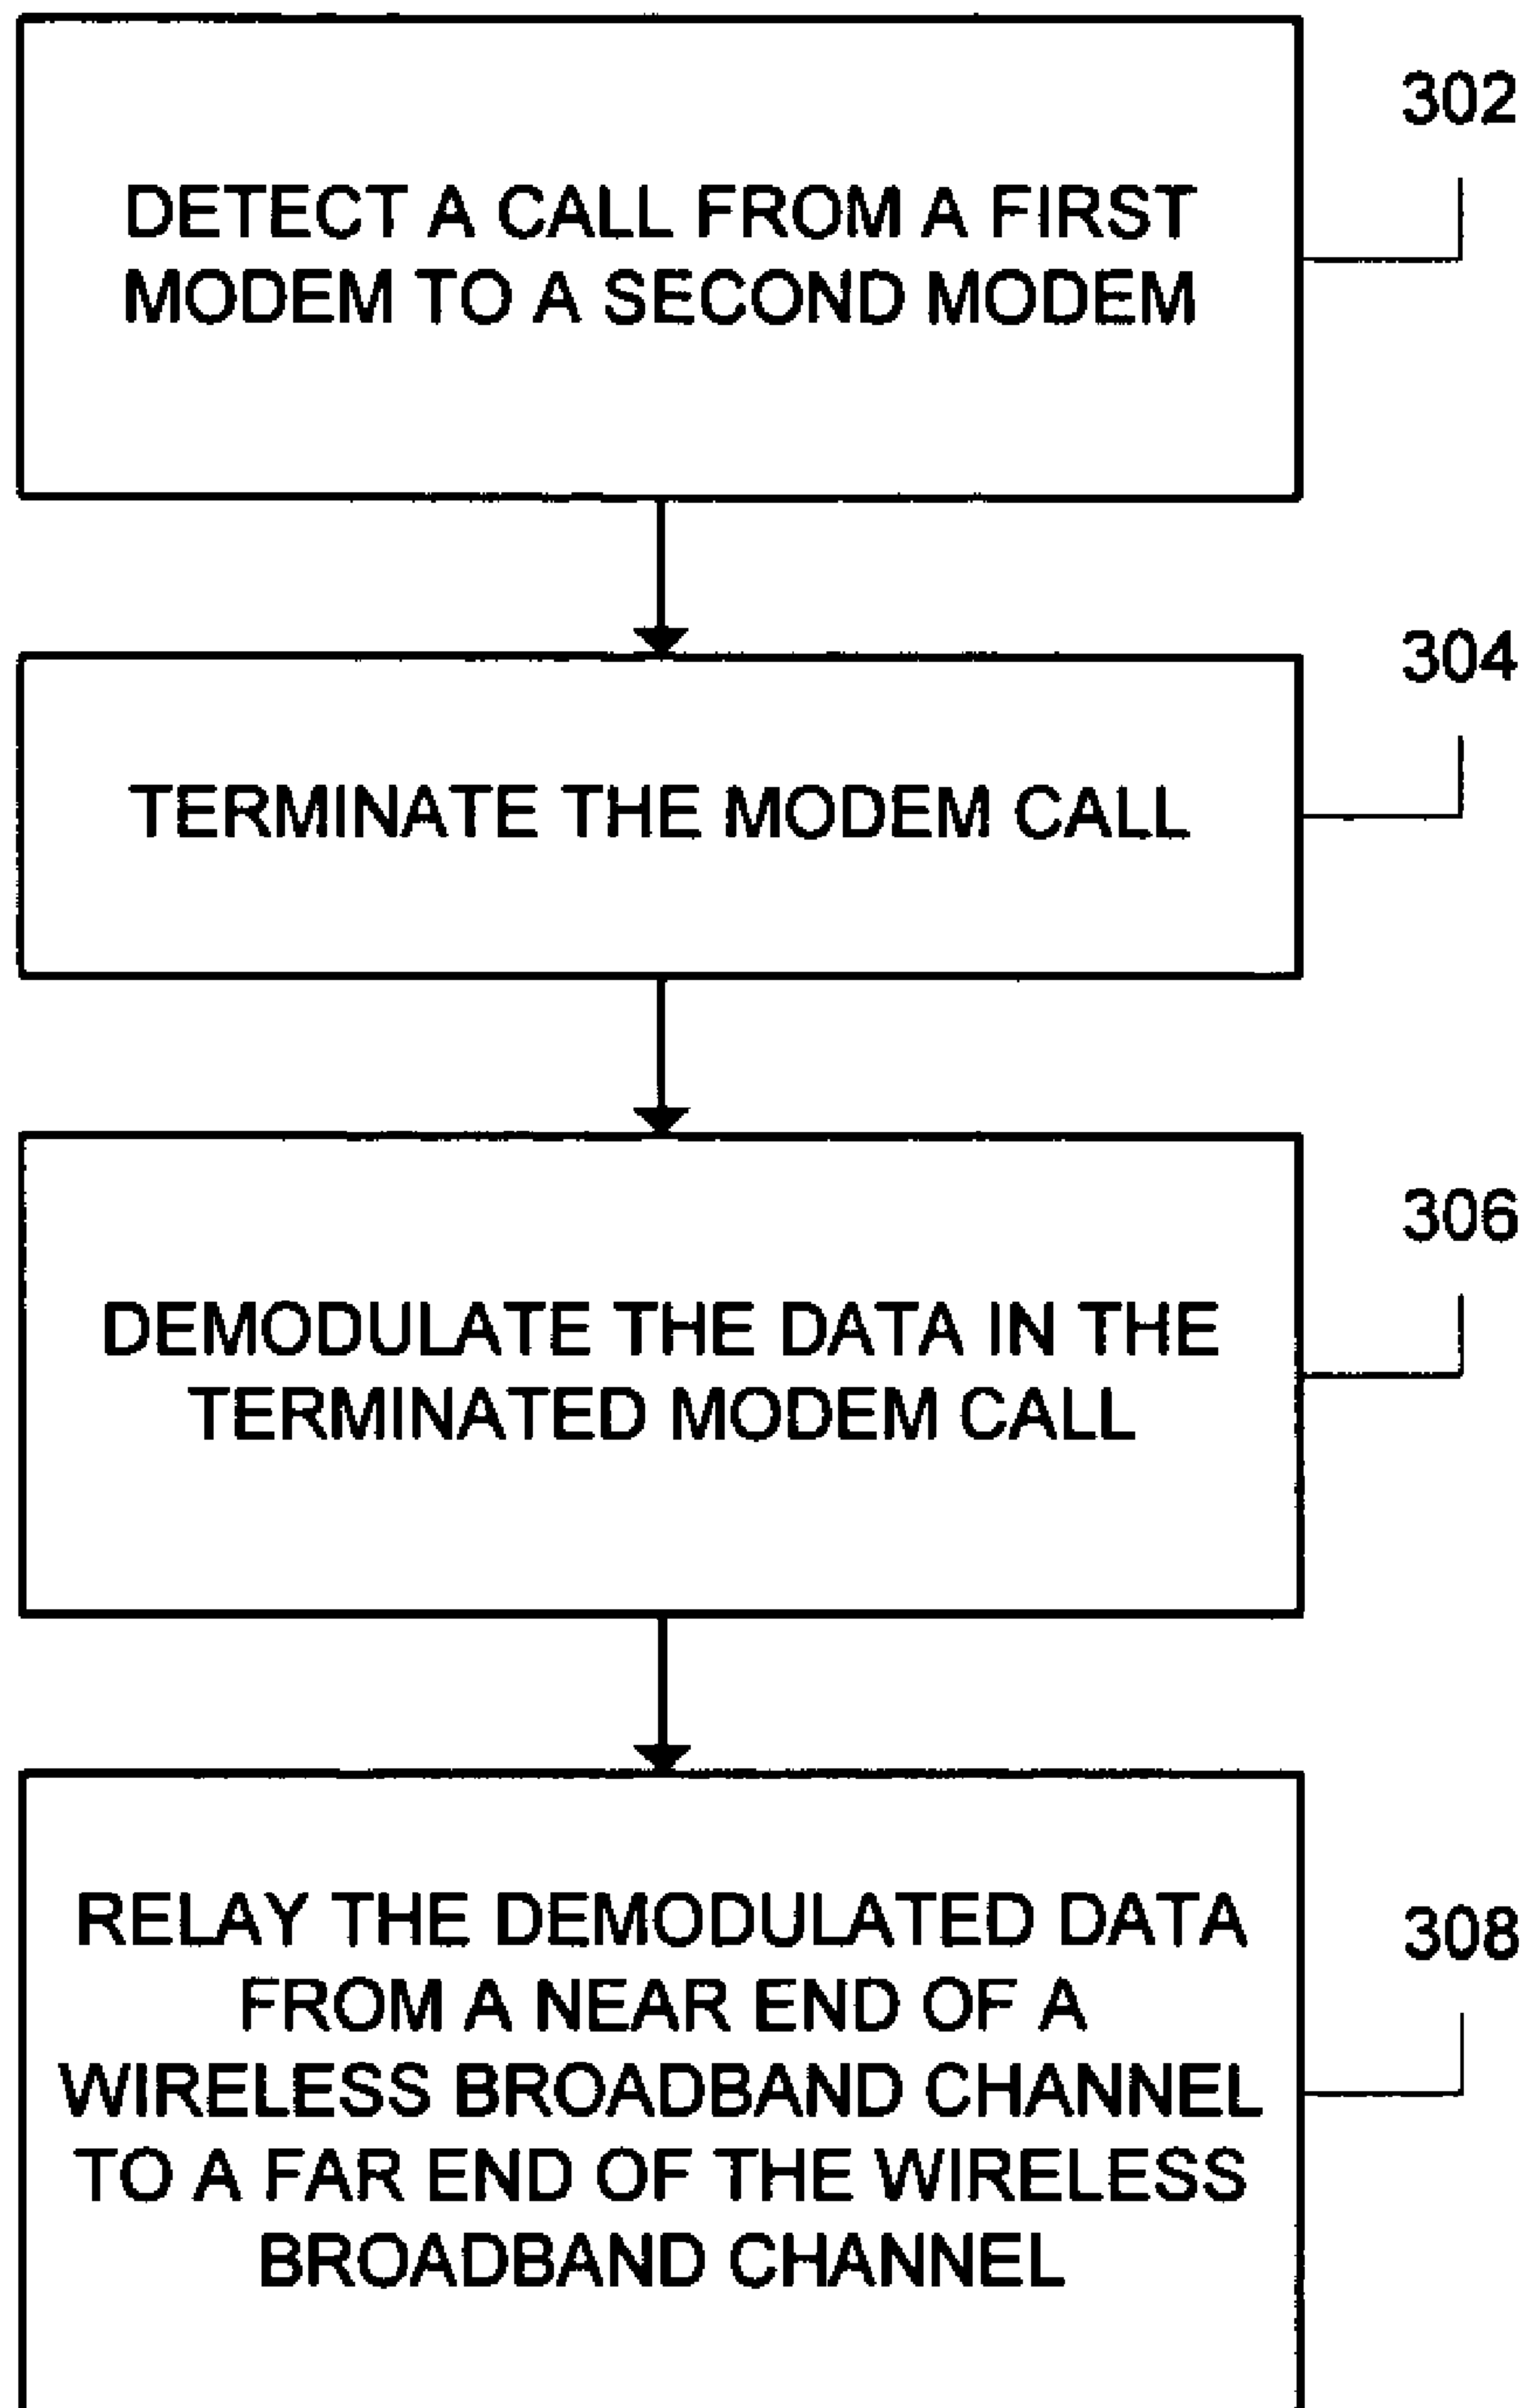 302
DETECT A CALL FROM A FIRST
MODEM TO A SECOND MODEM
304
TERMINATE THE MODEM CALL
306
DEMODULATE THE DATA IN THE
TERMINATED MODEM CALL
308
RELAY THE DEMODULATED DATA
FROM A NEAR END OF A
WIRELESS BROADBAND CHANNEL
TO A FAR END OF THE WIRELESS
BROADBAND CHANNEL